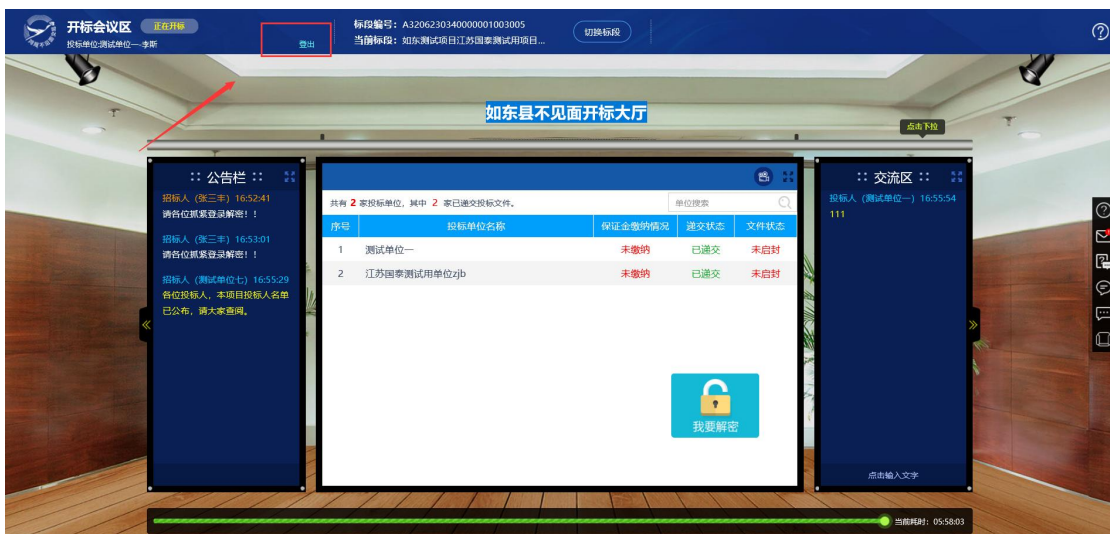 开标会议区 正在开标
投标单位:测试单位一-李斯
登出
标段编号：A3206230340000001003005
当前标段：如东测试项目江苏国泰测试用项目...
切换标段
如东县不见面开标大厅
点击下拉
:: 公告栏 ::
招标人（张三丰）16:52:41
请各位抓紧登录解密！！
招标人（张三丰）16:53:01
请各位抓紧登录解密！！
招标人（测试单位七）16:55:29
各位投标人，本项目投标人名单
已公布，请大家查阅。
共有 2 家投标单位，其中 2 家已递交投标文件。
单位搜索
序号 投标单位名称 保证金缴纳情况 递交状态 文件状态
1 测试单位一 未缴纳 已递交 未启封
2 江苏国泰测试用单位zjb 未缴纳 已递交 未启封
我要解密
:: 交流区 ::
投标人（测试单位一）16:55:54
111
点击输入文字
当前耗时：05:58:03